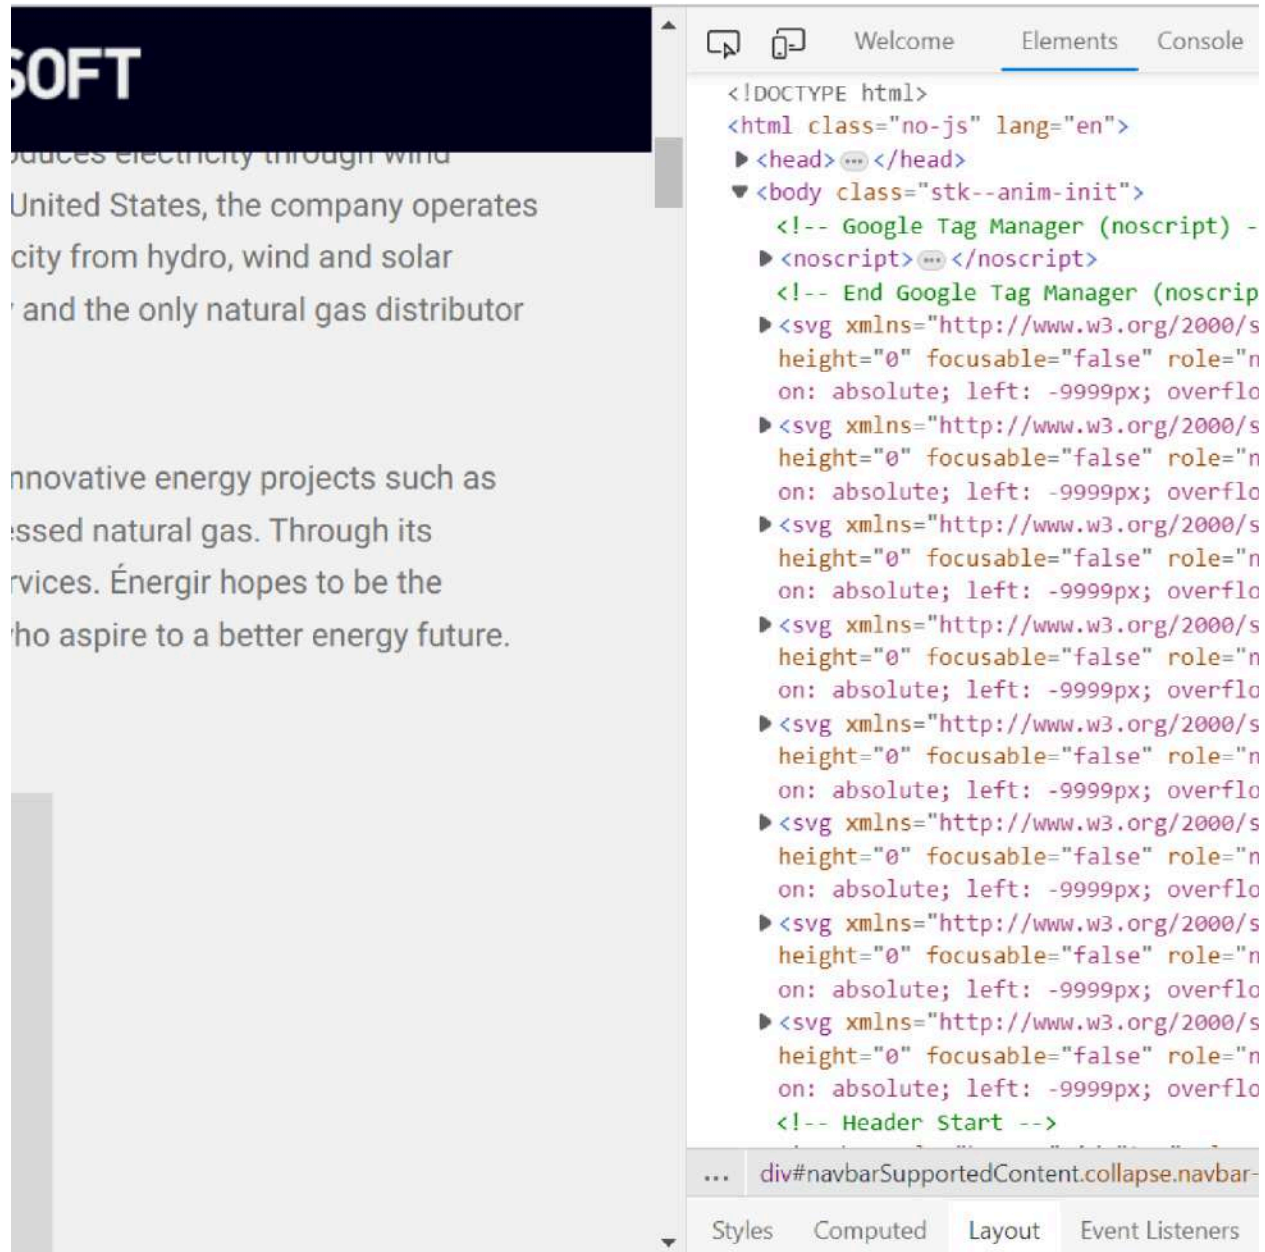 SOFT
oduces electricity through wind
United States, the company operates
city from hydro, wind and solar
and the only natural gas distributor
nnovative energy projects such as
essed natural gas. Through its
rvices. Énergir hopes to be the
ho aspire to a better energy future.
Welcome Elements Console
<!DOCTYPE html>
<html class="no-js" lang="en">
<head> ... </head>
<body class="stk--anim-init">
<!-- Google Tag Manager (noscript) -
<noscript> ... </noscript>
<!-- End Google Tag Manager (noscrip
<svg xmlns="http://www.w3.org/2000/s
height="0" focusable="false" role="n
on: absolute; left: -9999px; overflo
<svg xmlns="http://www.w3.org/2000/s
height="0" focusable="false" role="n
on: absolute; left: -9999px; overflo
<svg xmlns="http://www.w3.org/2000/s
height="0" focusable="false" role="n
on: absolute; left: -9999px; overflo
<svg xmlns="http://www.w3.org/2000/s
height="0" focusable="false" role="n
on: absolute; left: -9999px; overflo
<svg xmlns="http://www.w3.org/2000/s
height="0" focusable="false" role="n
on: absolute; left: -9999px; overflo
<svg xmlns="http://www.w3.org/2000/s
height="0" focusable="false" role="n
on: absolute; left: -9999px; overflo
<svg xmlns="http://www.w3.org/2000/s
height="0" focusable="false" role="n
on: absolute; left: -9999px; overflo
<svg xmlns="http://www.w3.org/2000/s
height="0" focusable="false" role="n
on: absolute; left: -9999px; overflo
<!-- Header Start -->
... div#navbarSupportedContent.collapse.navbar-
Styles Computed Layout Event Listeners